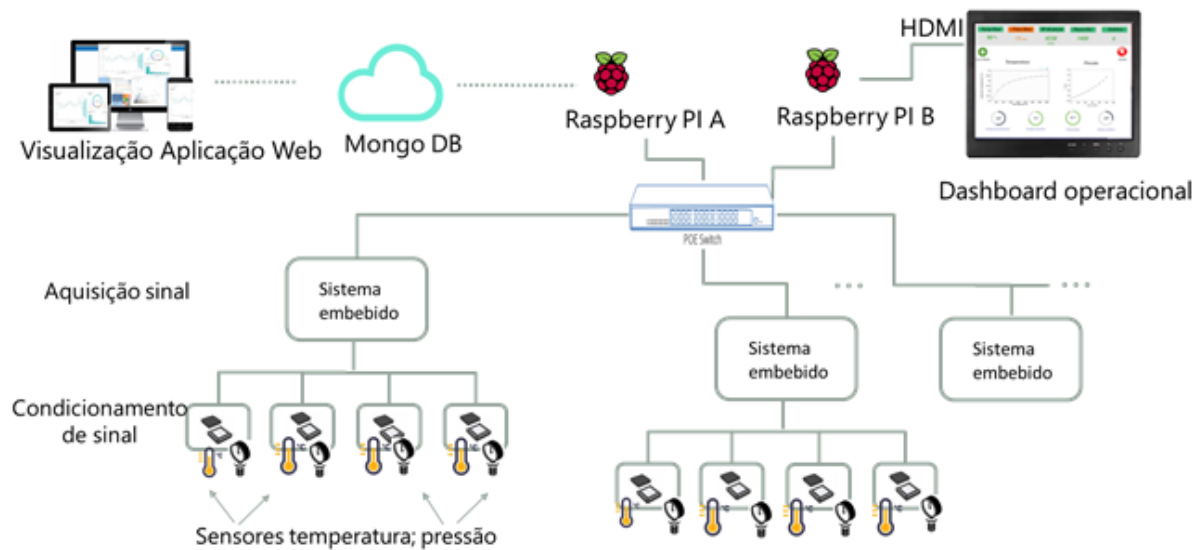 HDMI
Raspberry PI A
Raspberry PI B
Visualização Aplicação Web
Mongo DB
Dashboard operacional
POE Switch
Aquisição sinal
Sistema
embebido
Sistema
embebido
Sistema
embebido
Condicionamento
de sinal
Sensores temperatura; pressão